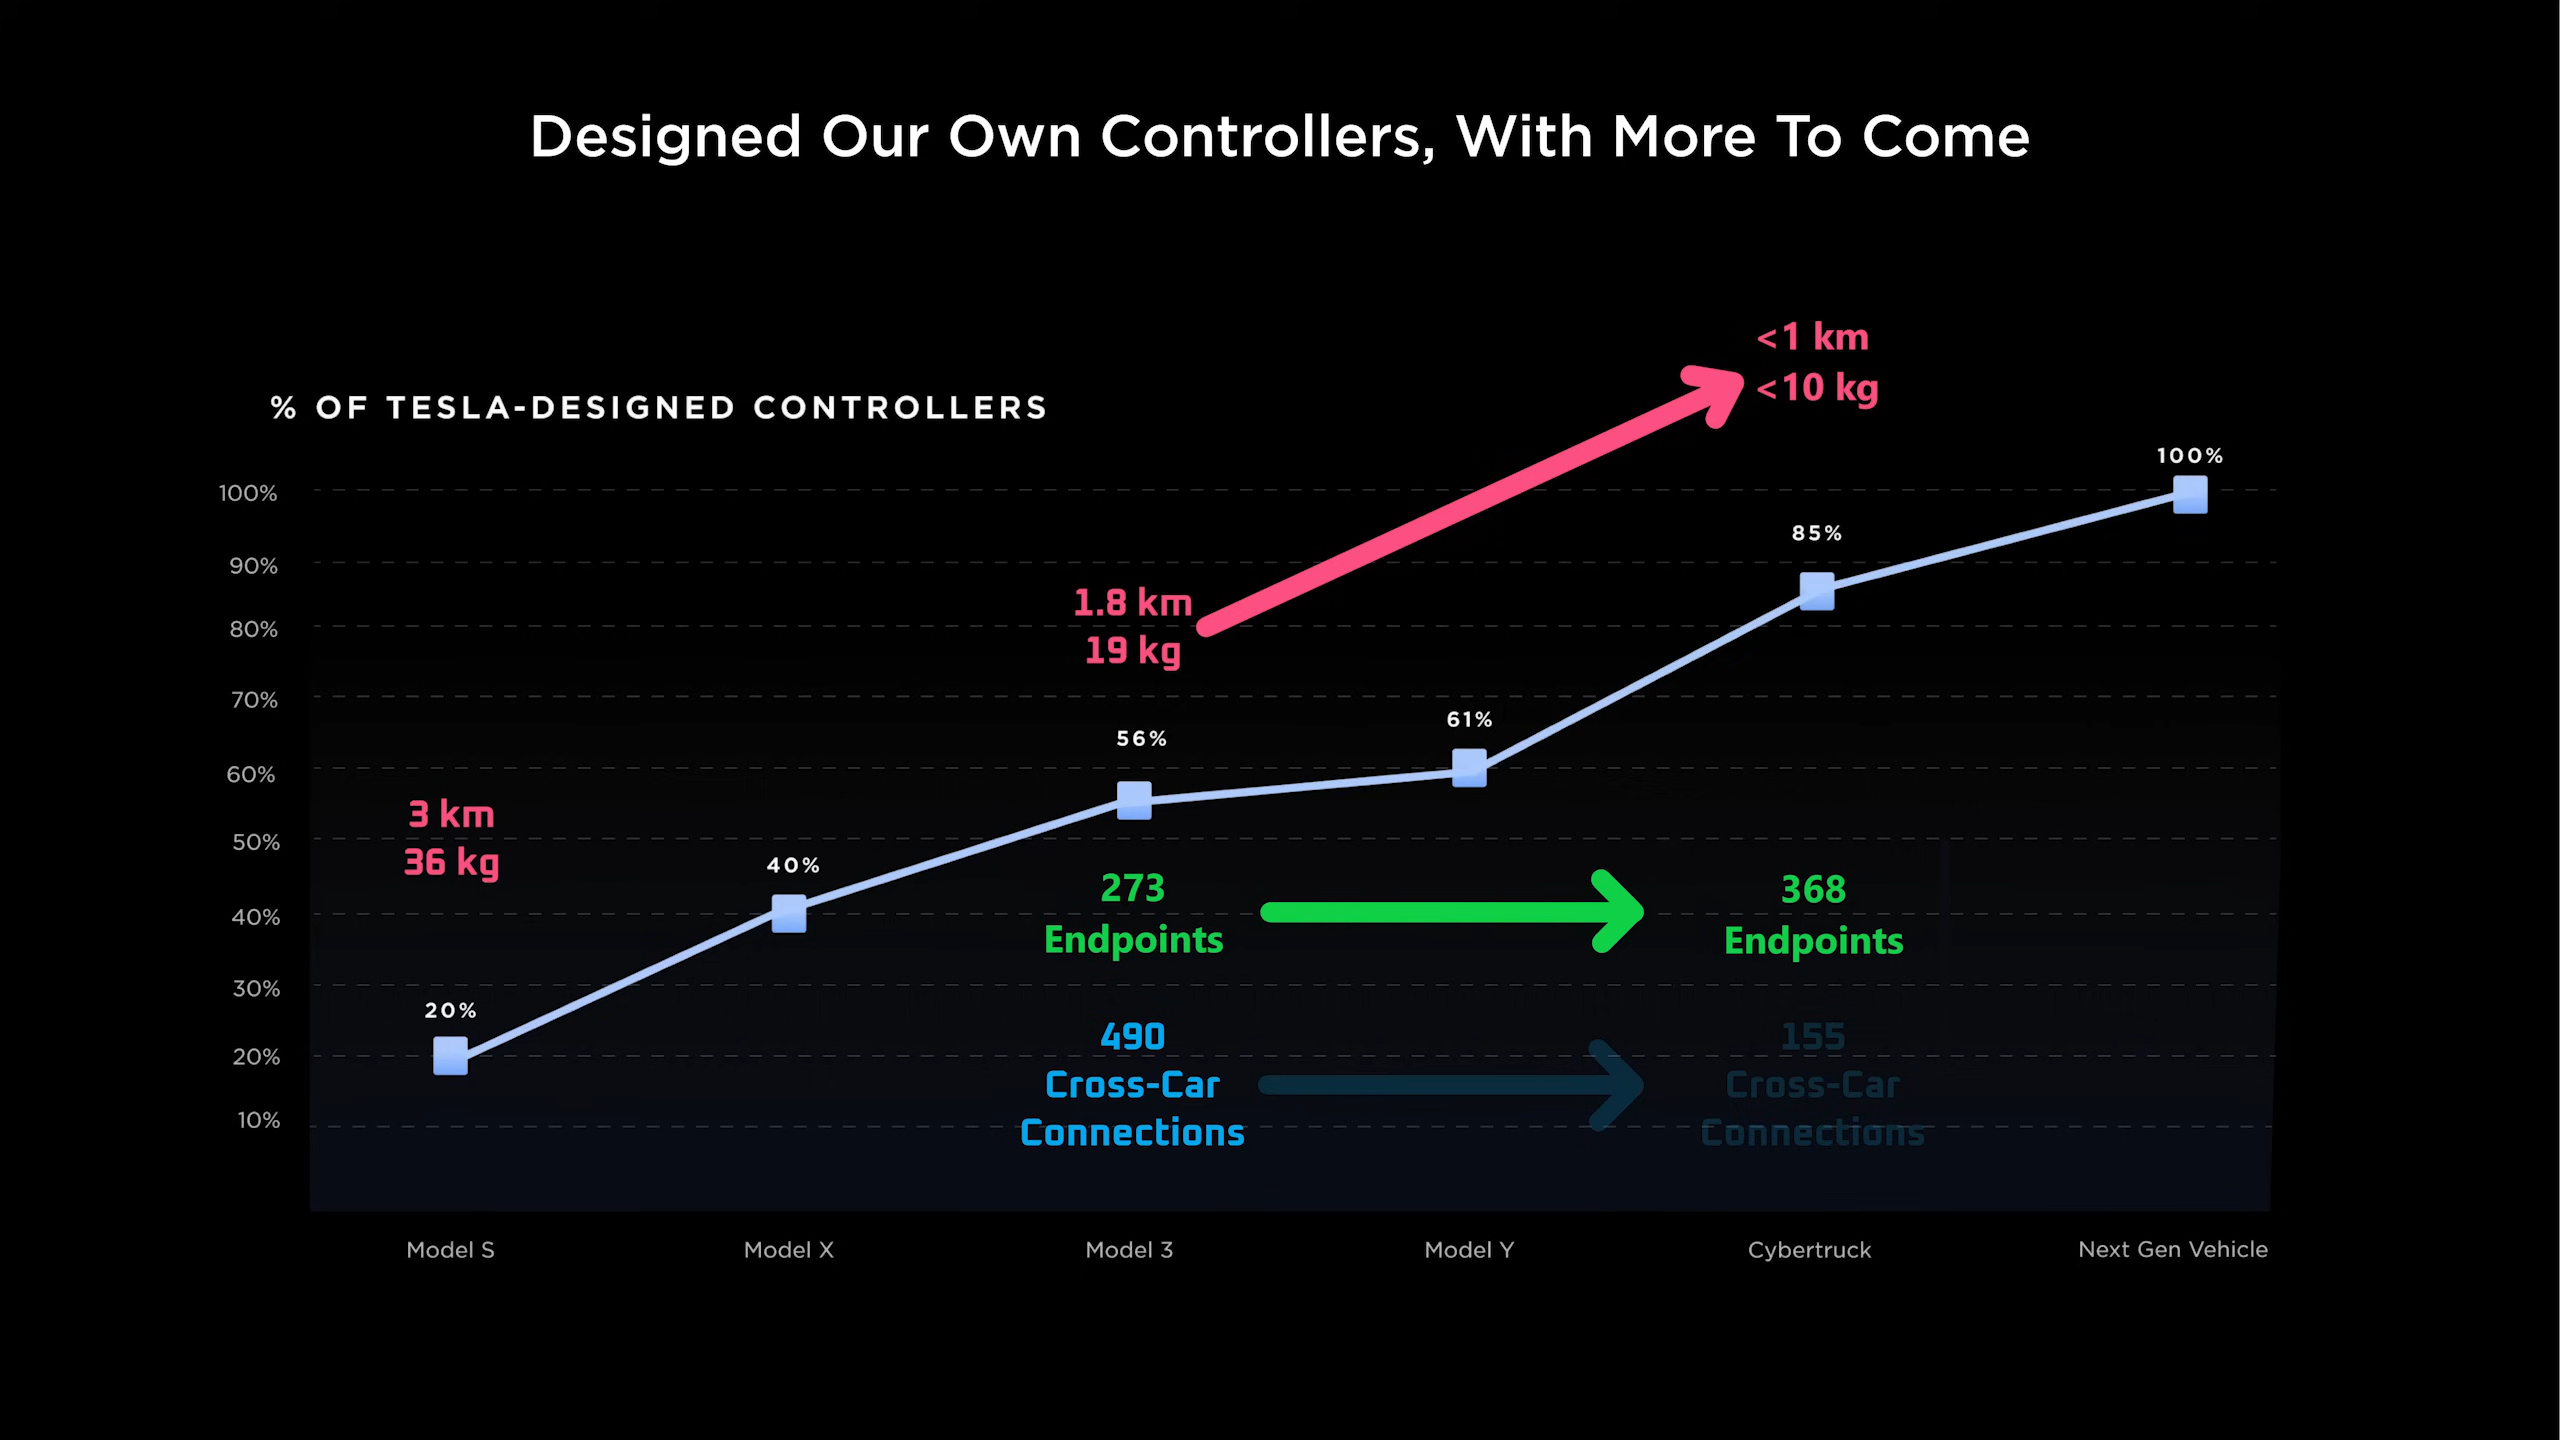 Designed Our Own Controllers, With More To Come
<1 km
<10 kg
% OF TESLA-DESIGNED CONTROLLERS
100%
100%
85%
90%
1.8 km
80%
19 kg
70%
61%
56%
60%
3 km
50%
36 kg
40%
273
368
40%
Endpoints
Endpoints
30%
20%
490
155
20%
Cross-Car
Cross-Car
10%
Connections
Connections
Model S
Model X
Model 3
Model Y
Cybertruck
Next Gen Vehicle